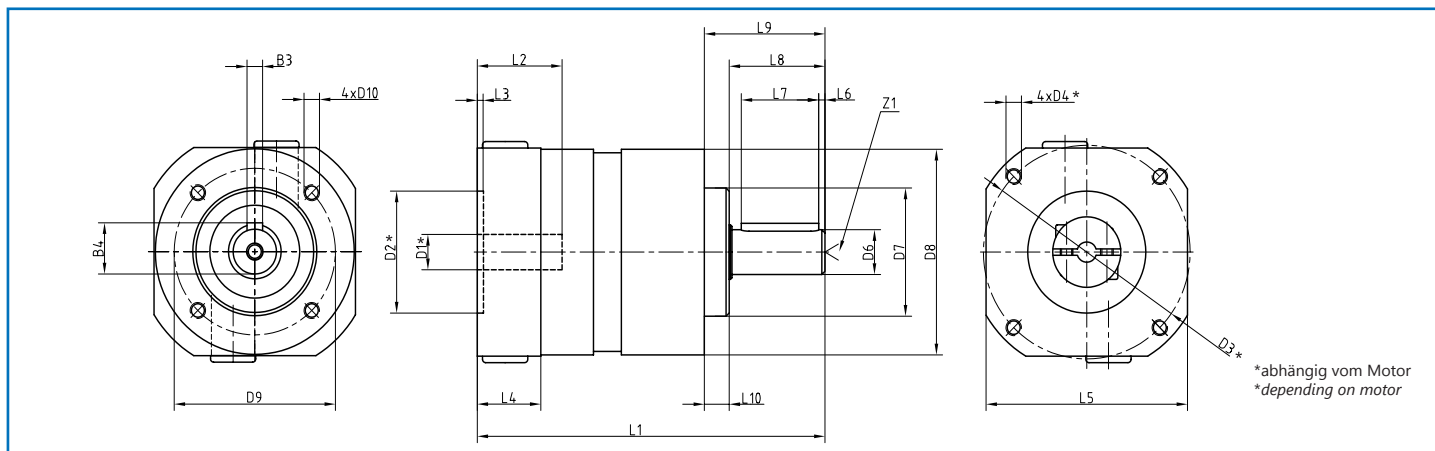 B3
4xD10
B4
D9
L9
L2
L8
L3
L7
L6
Z1
D2*
D1*
D6
D7
D8
L4
L10
L1
4xD4*
D3*
L5
*abhängig vom Motor
*depending on motor